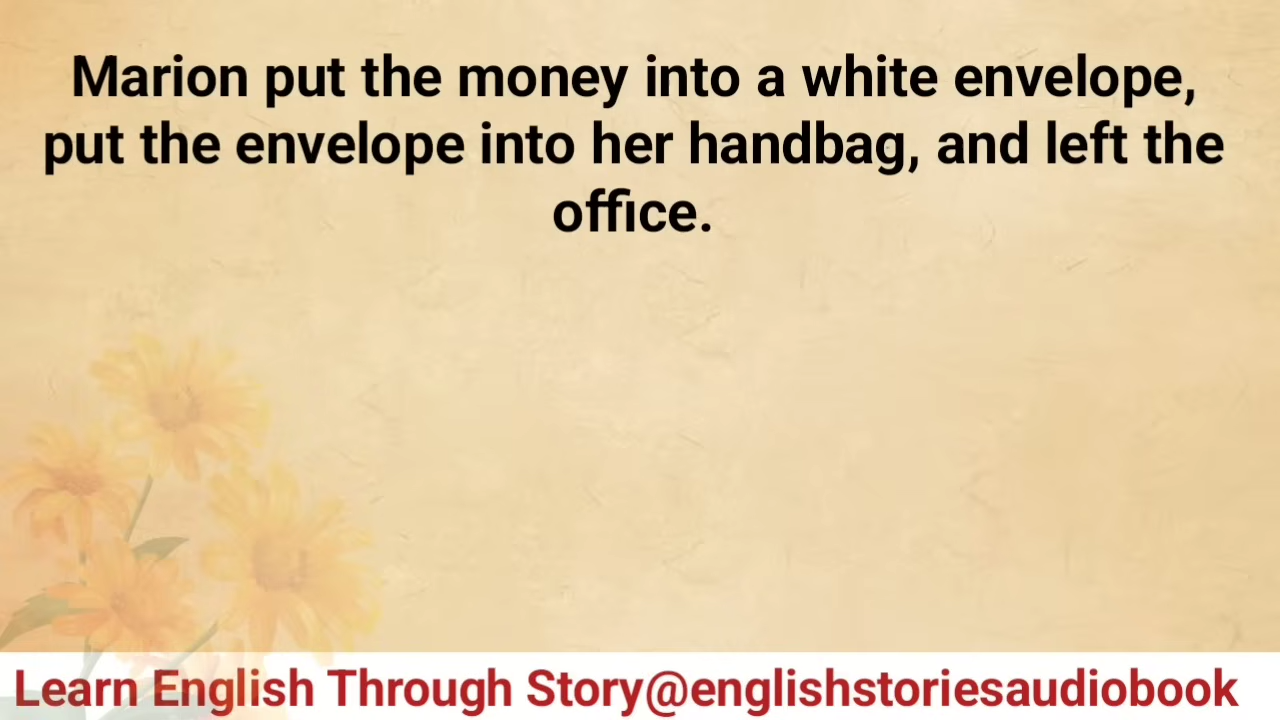 Marion put the money into a white envelope,
put the envelope into her handbag, and left the
office.
Learn English Through Story@englishstoriesaudiobook